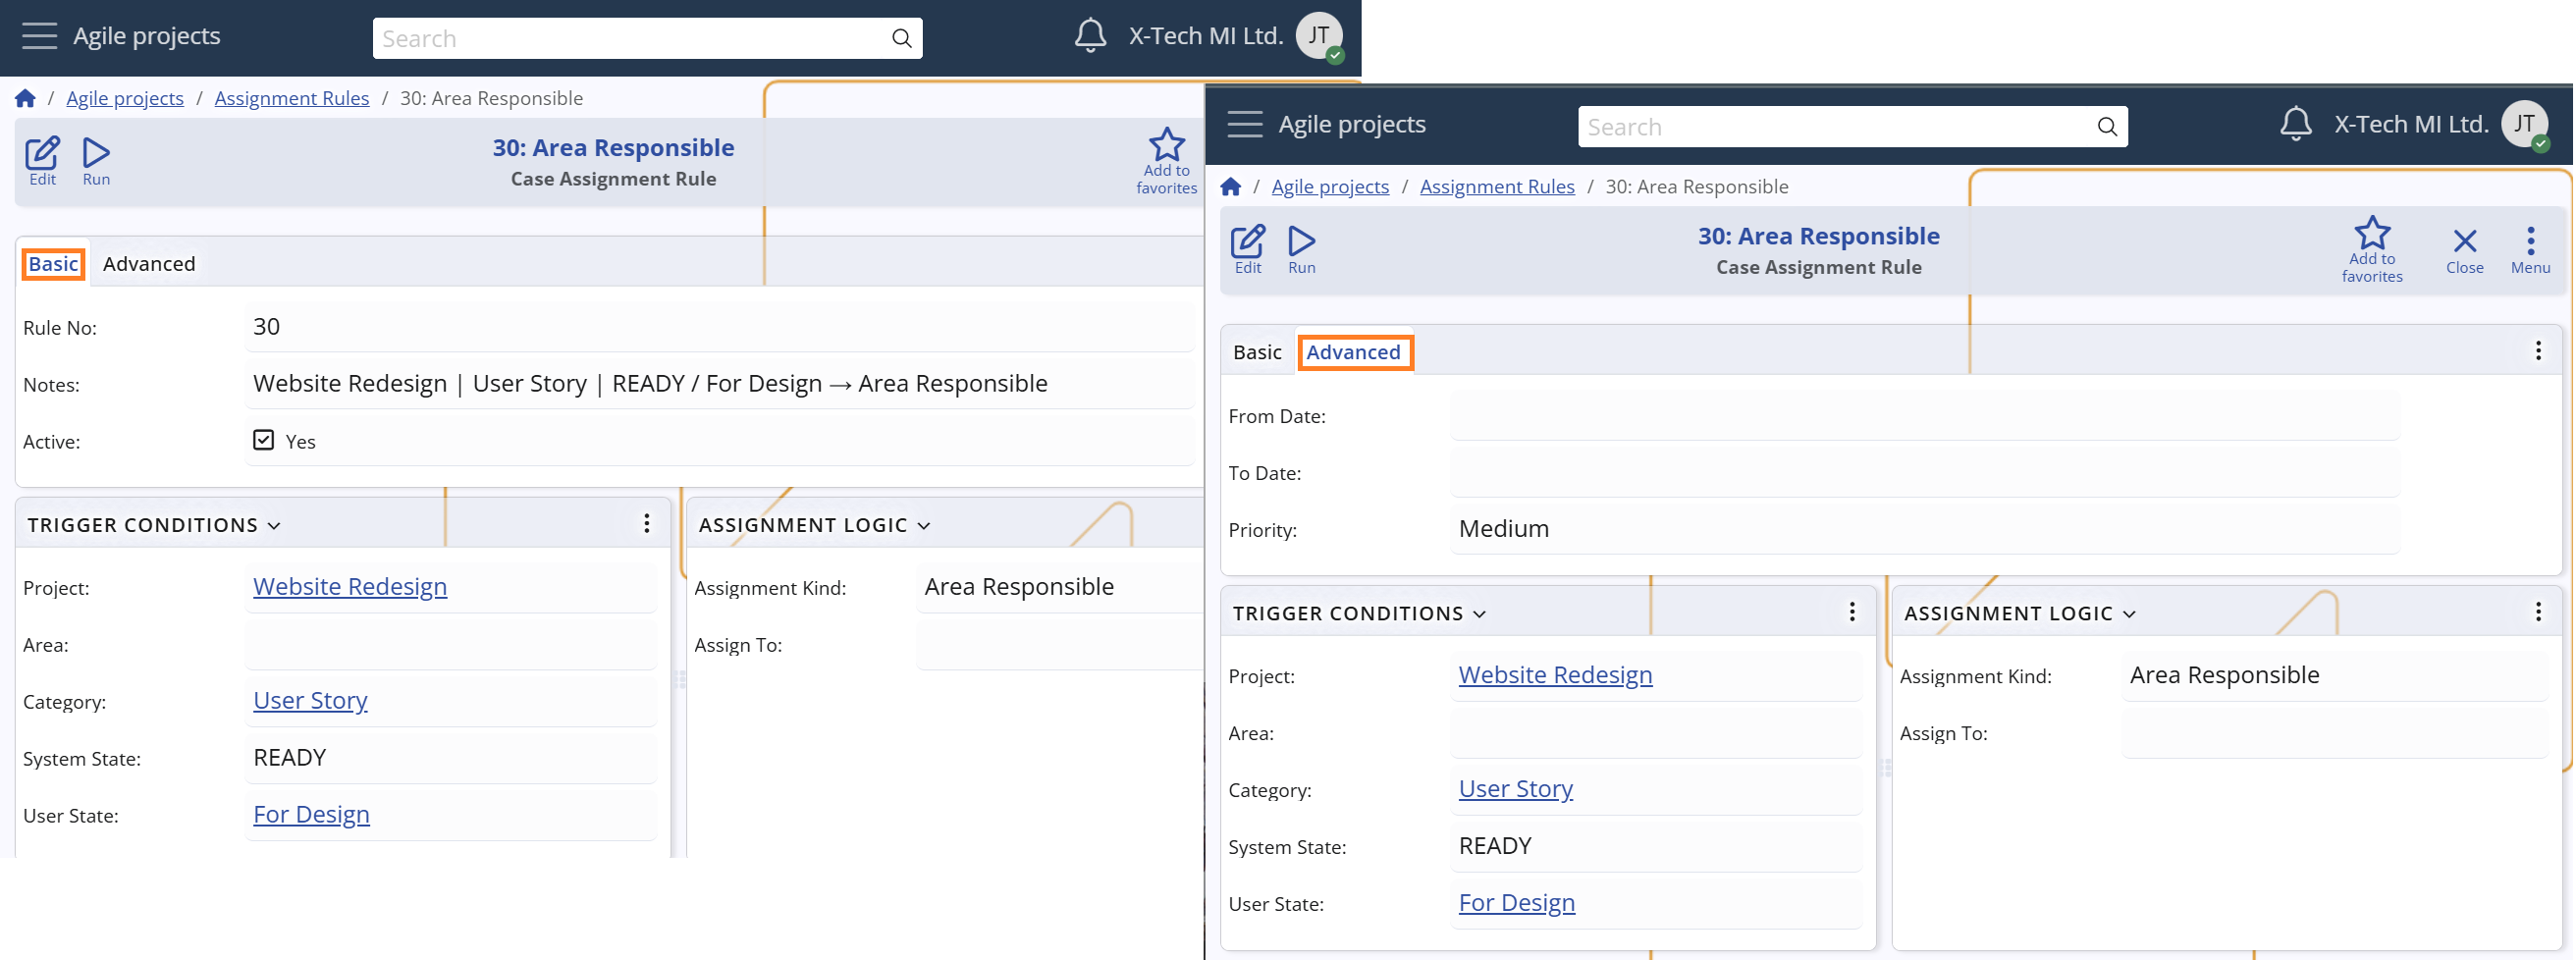 Agile projects
Search
X-Tech MI Ltd.
JT
/ Agile projects / Assignment Rules / 30: Area Responsible
Edit
Run
30: Area Responsible
Case Assignment Rule
Add to
favorites
Basic
Advanced
Rule No:
30
Notes:
Website Redesign | User Story | READY / For Design → Area Responsible
Active:
Yes
TRIGGER CONDITIONS
Project:
Website Redesign
Area:
Category:
User Story
System State:
READY
User State:
For Design
ASSIGNMENT LOGIC
Assignment Kind:
Area Responsible
Assign To:
Agile projects
Search
X-Tech MI Ltd.
JT
/ Agile projects / Assignment Rules / 30: Area Responsible
Edit
Run
30: Area Responsible
Case Assignment Rule
Add to
favorites
Close
Menu
Basic
Advanced
From Date:
To Date:
Priority:
Medium
TRIGGER CONDITIONS
Project:
Website Redesign
Area:
Category:
User Story
System State:
READY
User State:
For Design
ASSIGNMENT LOGIC
Assignment Kind:
Area Responsible
Assign To: